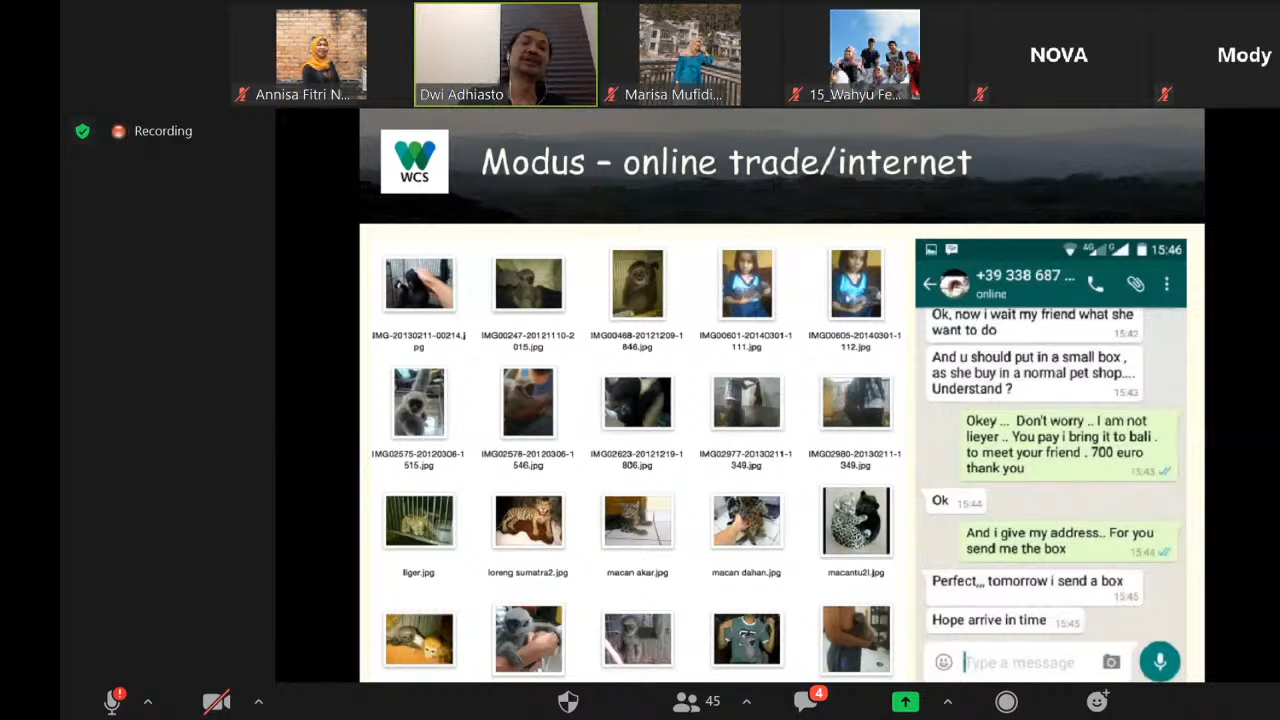 NOVA
Mody
Annisa Fitri N...
Dwi Adhiasto
Marisa Mufidi...
15_Wahyu Fe...
Recording
WCS
Modus – online trade/internet
IMG-20130211-00214.j
pg
IMG00247-20121110-2
015.jpg
IMG00468-20121209-1
846.jpg
IMG00601-20140301-1
111.jpg
IMG00605-20140301-1
112.jpg
IMG02575-20120306-1
515.jpg
IMG02578-20120306-1
546.jpg
IMG02623-20121219-1
806.jpg
IMG02977-20130211-1
349.jpg
IMG02980-20130211-1
349.jpg
liger.jpg
loreng sumatra2.jpg
macan akar.jpg
macan dahan.jpg
macantu2l.jpg
4G
G
15:46
+39 338 687 ...
online
Ok, now i wait my friend what she
want to do
15:42
And u should put in a small box ,
as she buy in a normal pet shop....
Understand ?
15:43
Okey ... Don't worry .. I am not
lieyer .. You pay i bring it to bali .
to meet your friend . 700 euro
thank you
15:43
Ok
15:44
And i give my address.. For you
send me the box
15:44
Perfect,,, tomorrow i send a box
15:45
Hope arrive in time
15:45
Type a message
45
4